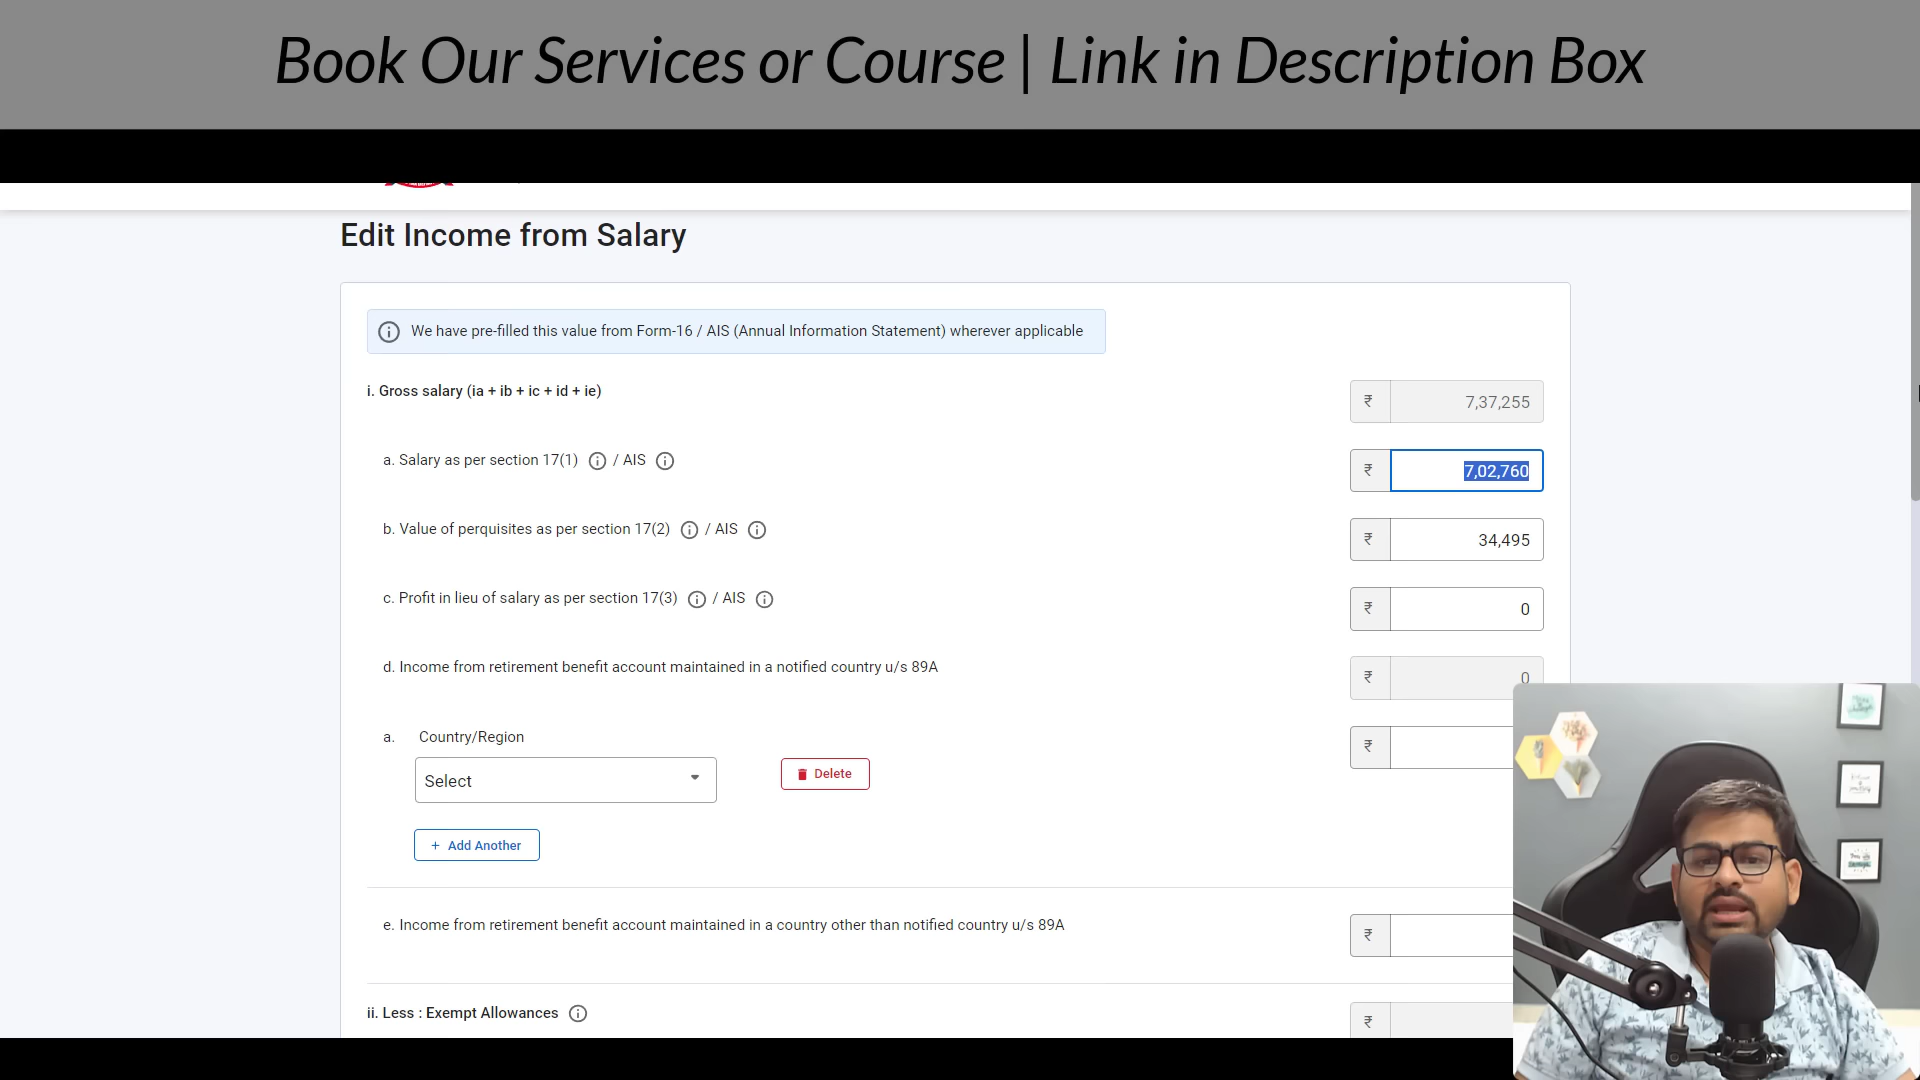 Book Our Services or Course | Link in Description Box
Edit Income from Salary
We have pre-filled this value from Form-16 / AIS (Annual Information Statement) wherever applicable
i. Gross salary (ia + ib + ic + id + ie)
₹ 7,37,255
a. Salary as per section 17(1) / AIS
₹ 7,02,760
b. Value of perquisites as per section 17(2) / AIS
₹ 34,495
c. Profit in lieu of salary as per section 17(3) / AIS
₹ 0
d. Income from retirement benefit account maintained in a notified country u/s 89A
₹ 0
a. Country/Region
₹
Select
Delete
+ Add Another
e. Income from retirement benefit account maintained in a country other than notified country u/s 89A
₹
ii. Less : Exempt Allowances
₹